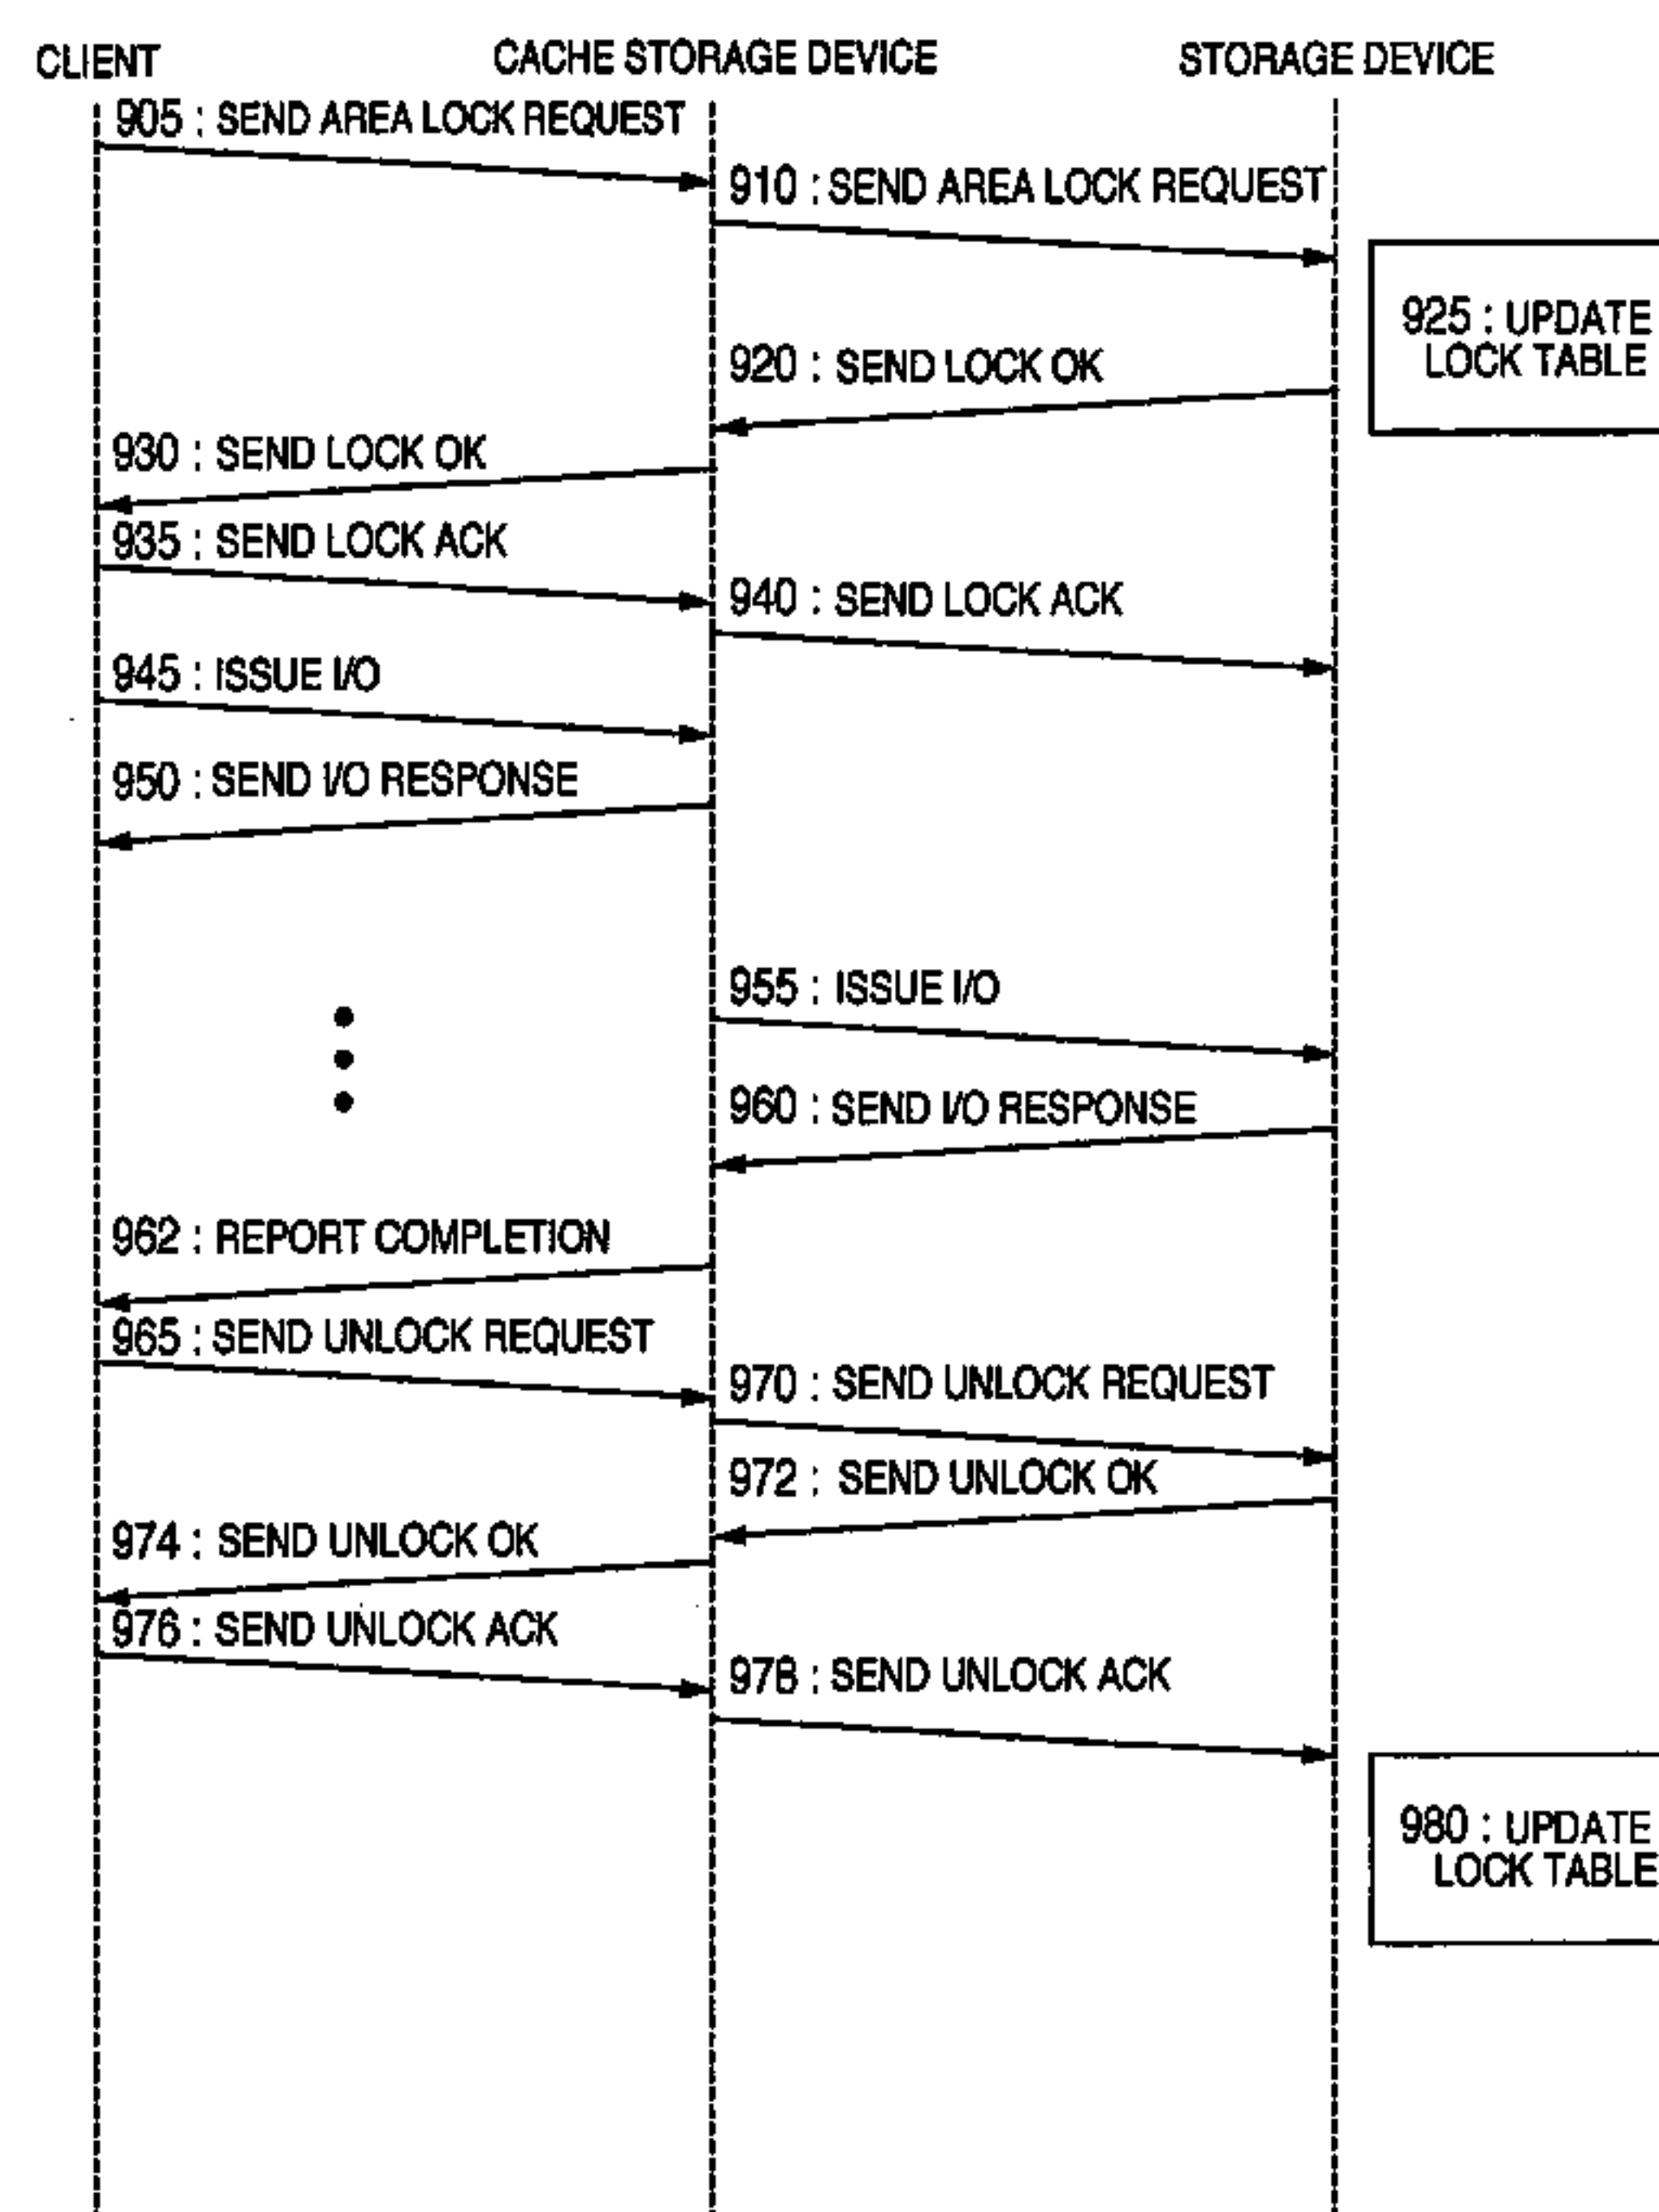 CLIENT
CACHE STORAGE DEVICE
STORAGE DEVICE
905 : SEND AREA LOCK REQUEST
910 : SEND AREA LOCK REQUEST
925 : UPDATE
LOCK TABLE
920 : SEND LOCK OK
930 : SEND LOCK OK
935 : SEND LOCK ACK
940 : SEND LOCK ACK
945 : ISSUE I/O
950 : SEND I/O RESPONSE
955 : ISSUE I/O
960 : SEND I/O RESPONSE
962 : REPORT COMPLETION
965 : SEND UNLOCK REQUEST
970 : SEND UNLOCK REQUEST
972 : SEND UNLOCK OK
974 : SEND UNLOCK OK
976 : SEND UNLOCK ACK
978 : SEND UNLOCK ACK
980 : UPDATE
LOCK TABLE